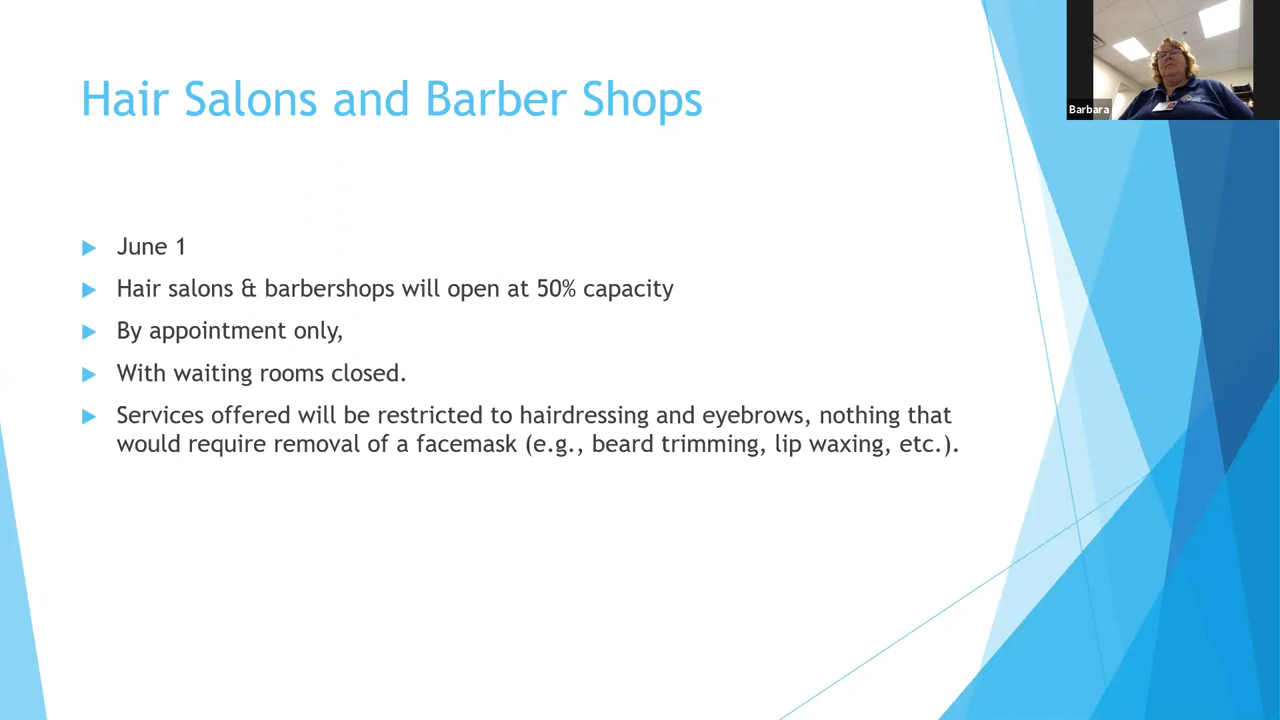 Hair Salons and Barber Shops
Barbara
June 1
Hair salons & barbershops will open at 50% capacity
By appointment only,
With waiting rooms closed.
Services offered will be restricted to hairdressing and eyebrows, nothing that
would require removal of a facemask (e.g., beard trimming, lip waxing, etc.).